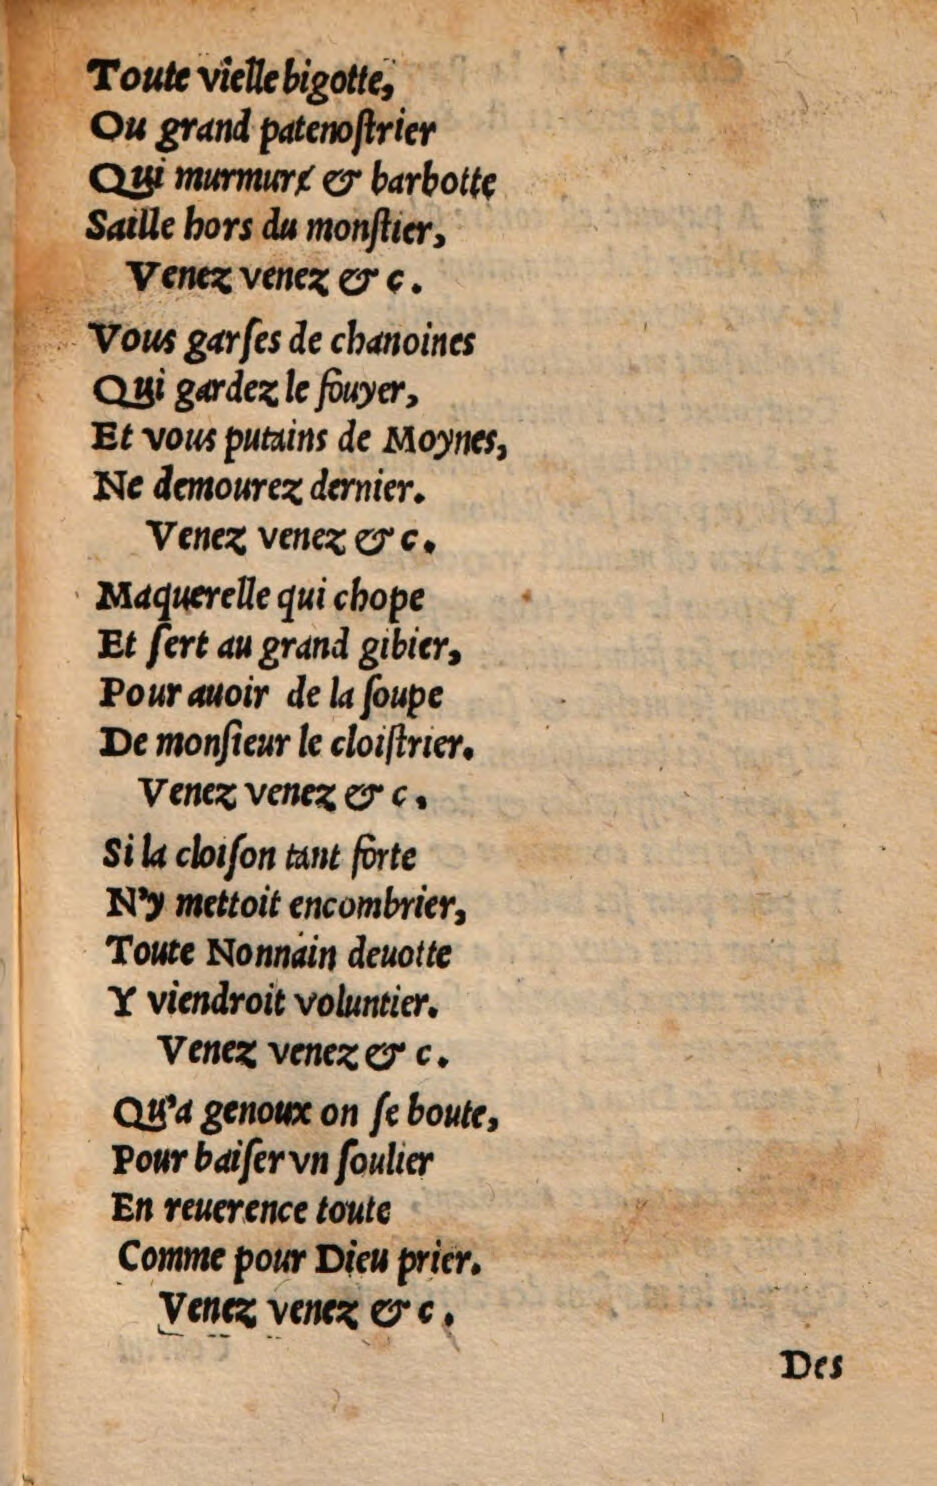 Toute vielle bigotte,
Ou grand patenoſtrier
Qui murmure & barbotte
Saille hors du monſtier,
Venez venez & c.
Vous garſes de chanoines
Qui gardez le fouyer,
Et vous putains de Moynes,
Ne demourez dernier.
Venez venez & c.
Maquerelle qui chope
Et ſert au grand gibier,
Pour auoir de la ſoupe
De monſieur le cloiſtrier.
Venez venez & c.
Si la cloiſon tant forte
N'y mettoit encombrier,
Toute Nonnain deuotte
Y viendroit voluntier.
Venez venez & c.
Qu'a genoux on ſe boute,
Pour baiſer vn ſoulier
En reuerence toute
Comme pour Dieu prier.
Venez venez & c.
Des